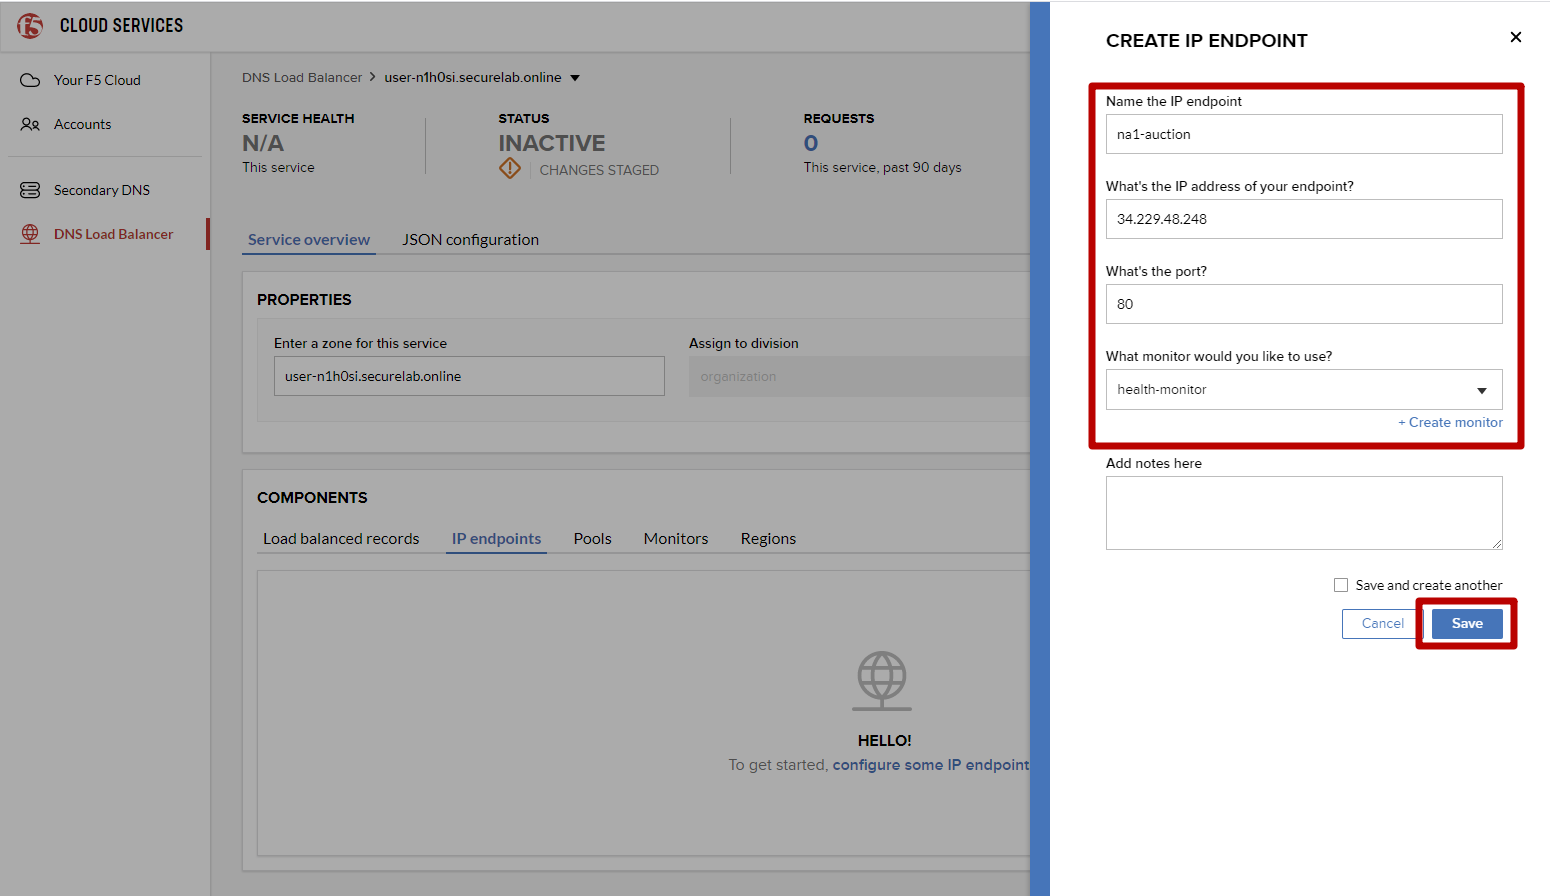 f5 CLOUD SERVICES
Your F5 Cloud
Accounts
Secondary DNS
DNS Load Balancer
DNS Load Balancer > user-n1h0si.securelab.online
SERVICE HEALTH
N/A
This service
STATUS
INACTIVE
CHANGES STAGED
REQUESTS
0
This service, past 90 days
Service overview
JSON configuration
PROPERTIES
Enter a zone for this service
user-n1h0si.securelab.online
Assign to division
organization
COMPONENTS
Load balanced records
IP endpoints
Pools
Monitors
Regions
HELLO!
To get started, configure some IP endpoint
CREATE IP ENDPOINT
Name the IP endpoint
na1-auction
What's the IP address of your endpoint?
34.229.48.248
What's the port?
80
What monitor would you like to use?
health-monitor
+ Create monitor
Add notes here
Save and create another
Cancel
Save